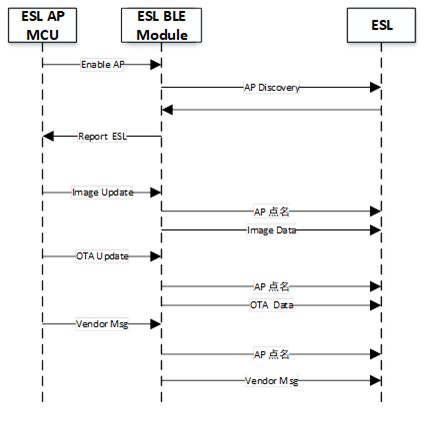 ESL AP
MCU
ESL BLE
Module
ESL
Enable AP
AP Discovery
Report ESL
Image Update
AP 点名
Image Data
OTA Update
AP 点名
OTA Data
Vendor Msg
AP 点名
Vendor Msg